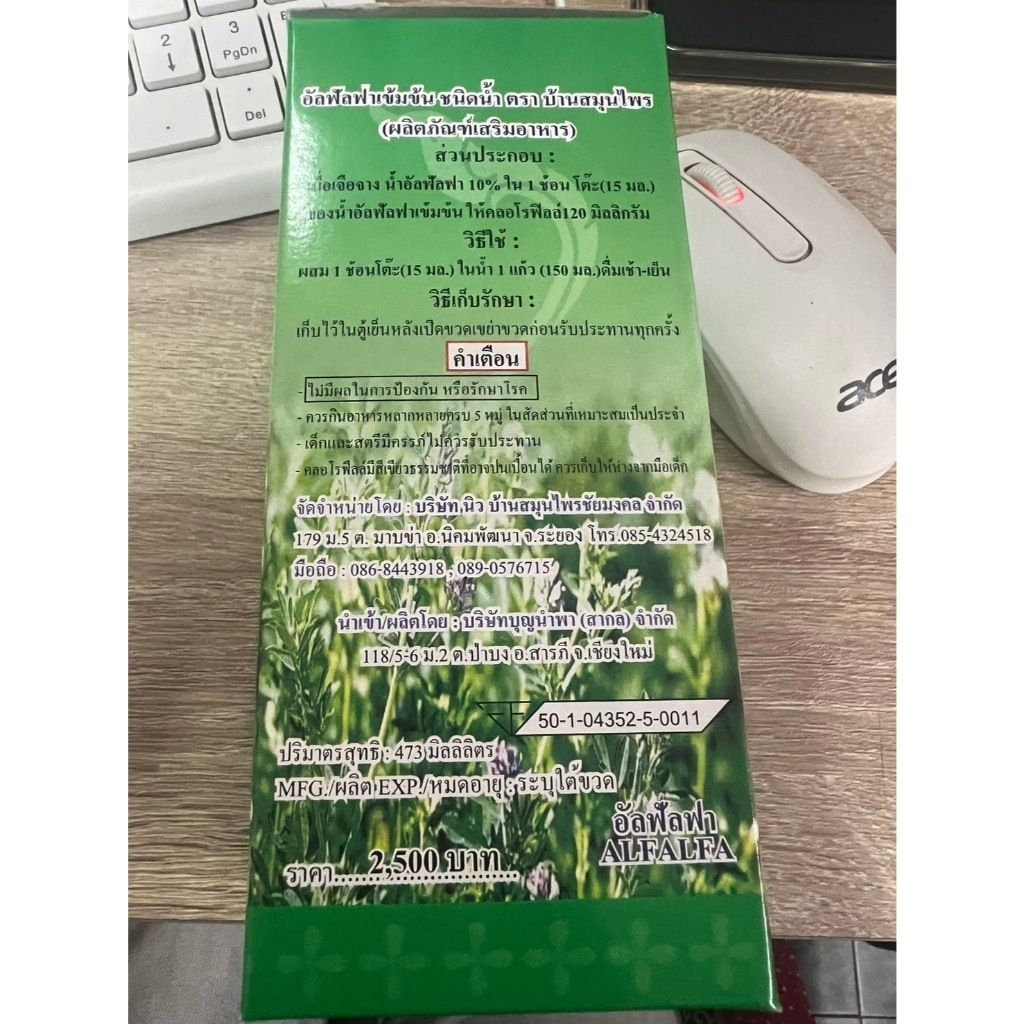 2
↓
3
PgDn
Del
อัลฟัลฟาเข้มข้น ชนิดน้ำ ตรา บ้านสมุนไพร
(ผลิตภัณฑ์เสริมอาหาร)
ส่วนประกอบ :
เมื่อเจือจาง น้ำอัลฟัลฟา 10% ใน 1 ช้อน โต๊ะ(15 มล.)
ของน้ำอัลฟัลฟาเข้มข้น ให้คลอโรฟิลล์120 มิลลิกรัม
วิธีใช้ :
ผสม 1 ช้อนโต๊ะ(15 มล.) ในน้ำ 1 แก้ว (150 มล.)ดื่มเช้า-เย็น
วิธีเก็บรักษา :
เก็บไว้ในตู้เย็นหลังเปิดขวดเขย่าขวดก่อนรับประทานทุกครั้ง
คำเตือน
- ไม่มีผลในการป้องกัน หรือรักษาโรค
- ควรกินอาหารหลากหลายครบ 5 หมู่ ในสัดส่วนที่เหมาะสมเป็นประจำ
- เด็กและสตรีมีครรภ์ไม่ควรรับประทาน
- คลอโรฟิลล์มีสีเขียวธรรมชาติที่อาจปนเปื้อนได้ ควรเก็บให้ห่างจากมือเด็ก
จัดจำหน่ายโดย : บริษัท.นิว บ้านสมุนไพรชัยมงคล จำกัด
179 ม.5 ต. มาบข่า อ.นิคมพัฒนา จ.ระยอง โทร.085-4324518
มือถือ : 086-8443918 , 089-0576715
นำเข้า/ผลิตโดย : บริษัทบุญนำพา (สากล) จำกัด
118/5-6 ม.2 ต.ป่าบง อ.สารภี จ.เชียงใหม่
50-1-04352-5-0011
ปริมาตรสุทธิ : 473 มิลลิลิตร
MFG./ผลิต EXP./หมดอายุ : ระบุใต้ขวด
อัลฟัลฟา
ALFALFA
ราคา.....2,500 บาท...